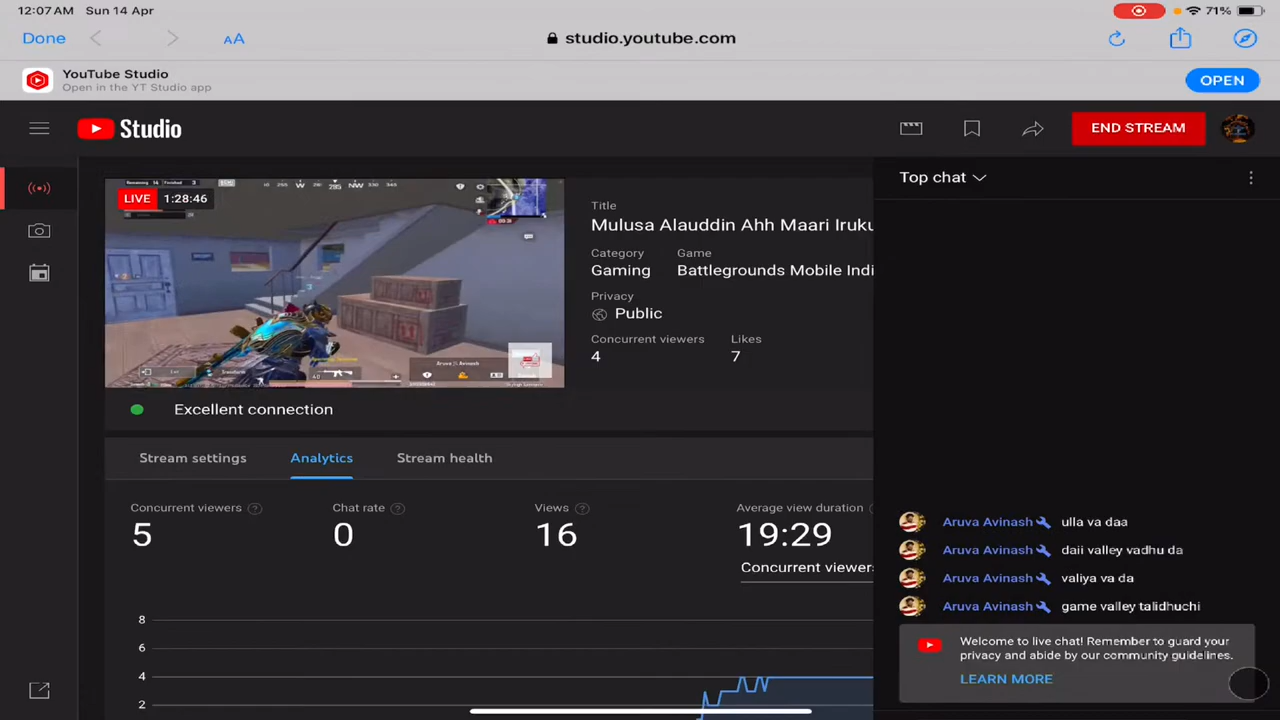 12:07 AM Sun 14 Apr
71%
Done
AA
studio.youtube.com
YouTube Studio
Open in the YT Studio app
OPEN
Studio
END STREAM
LIVE 1:28:46
Title
Mulusa Alauddin Ahh Maari Iruku
Category Game
Gaming Battlegrounds Mobile Indi
Privacy
Public
Concurrent viewers Likes
4 7
Excellent connection
Stream settings Analytics Stream health
Concurrent viewers Chat rate Views Average view duration
5 0 16 19:29
Concurrent viewers
8
6
4
2
Top chat
Aruva Avinash ulla va daa
Aruva Avinash daii valley vadhu da
Aruva Avinash valiya va da
Aruva Avinash game valley talidhuchi
Welcome to live chat! Remember to guard your
privacy and abide by our community guidelines.
LEARN MORE